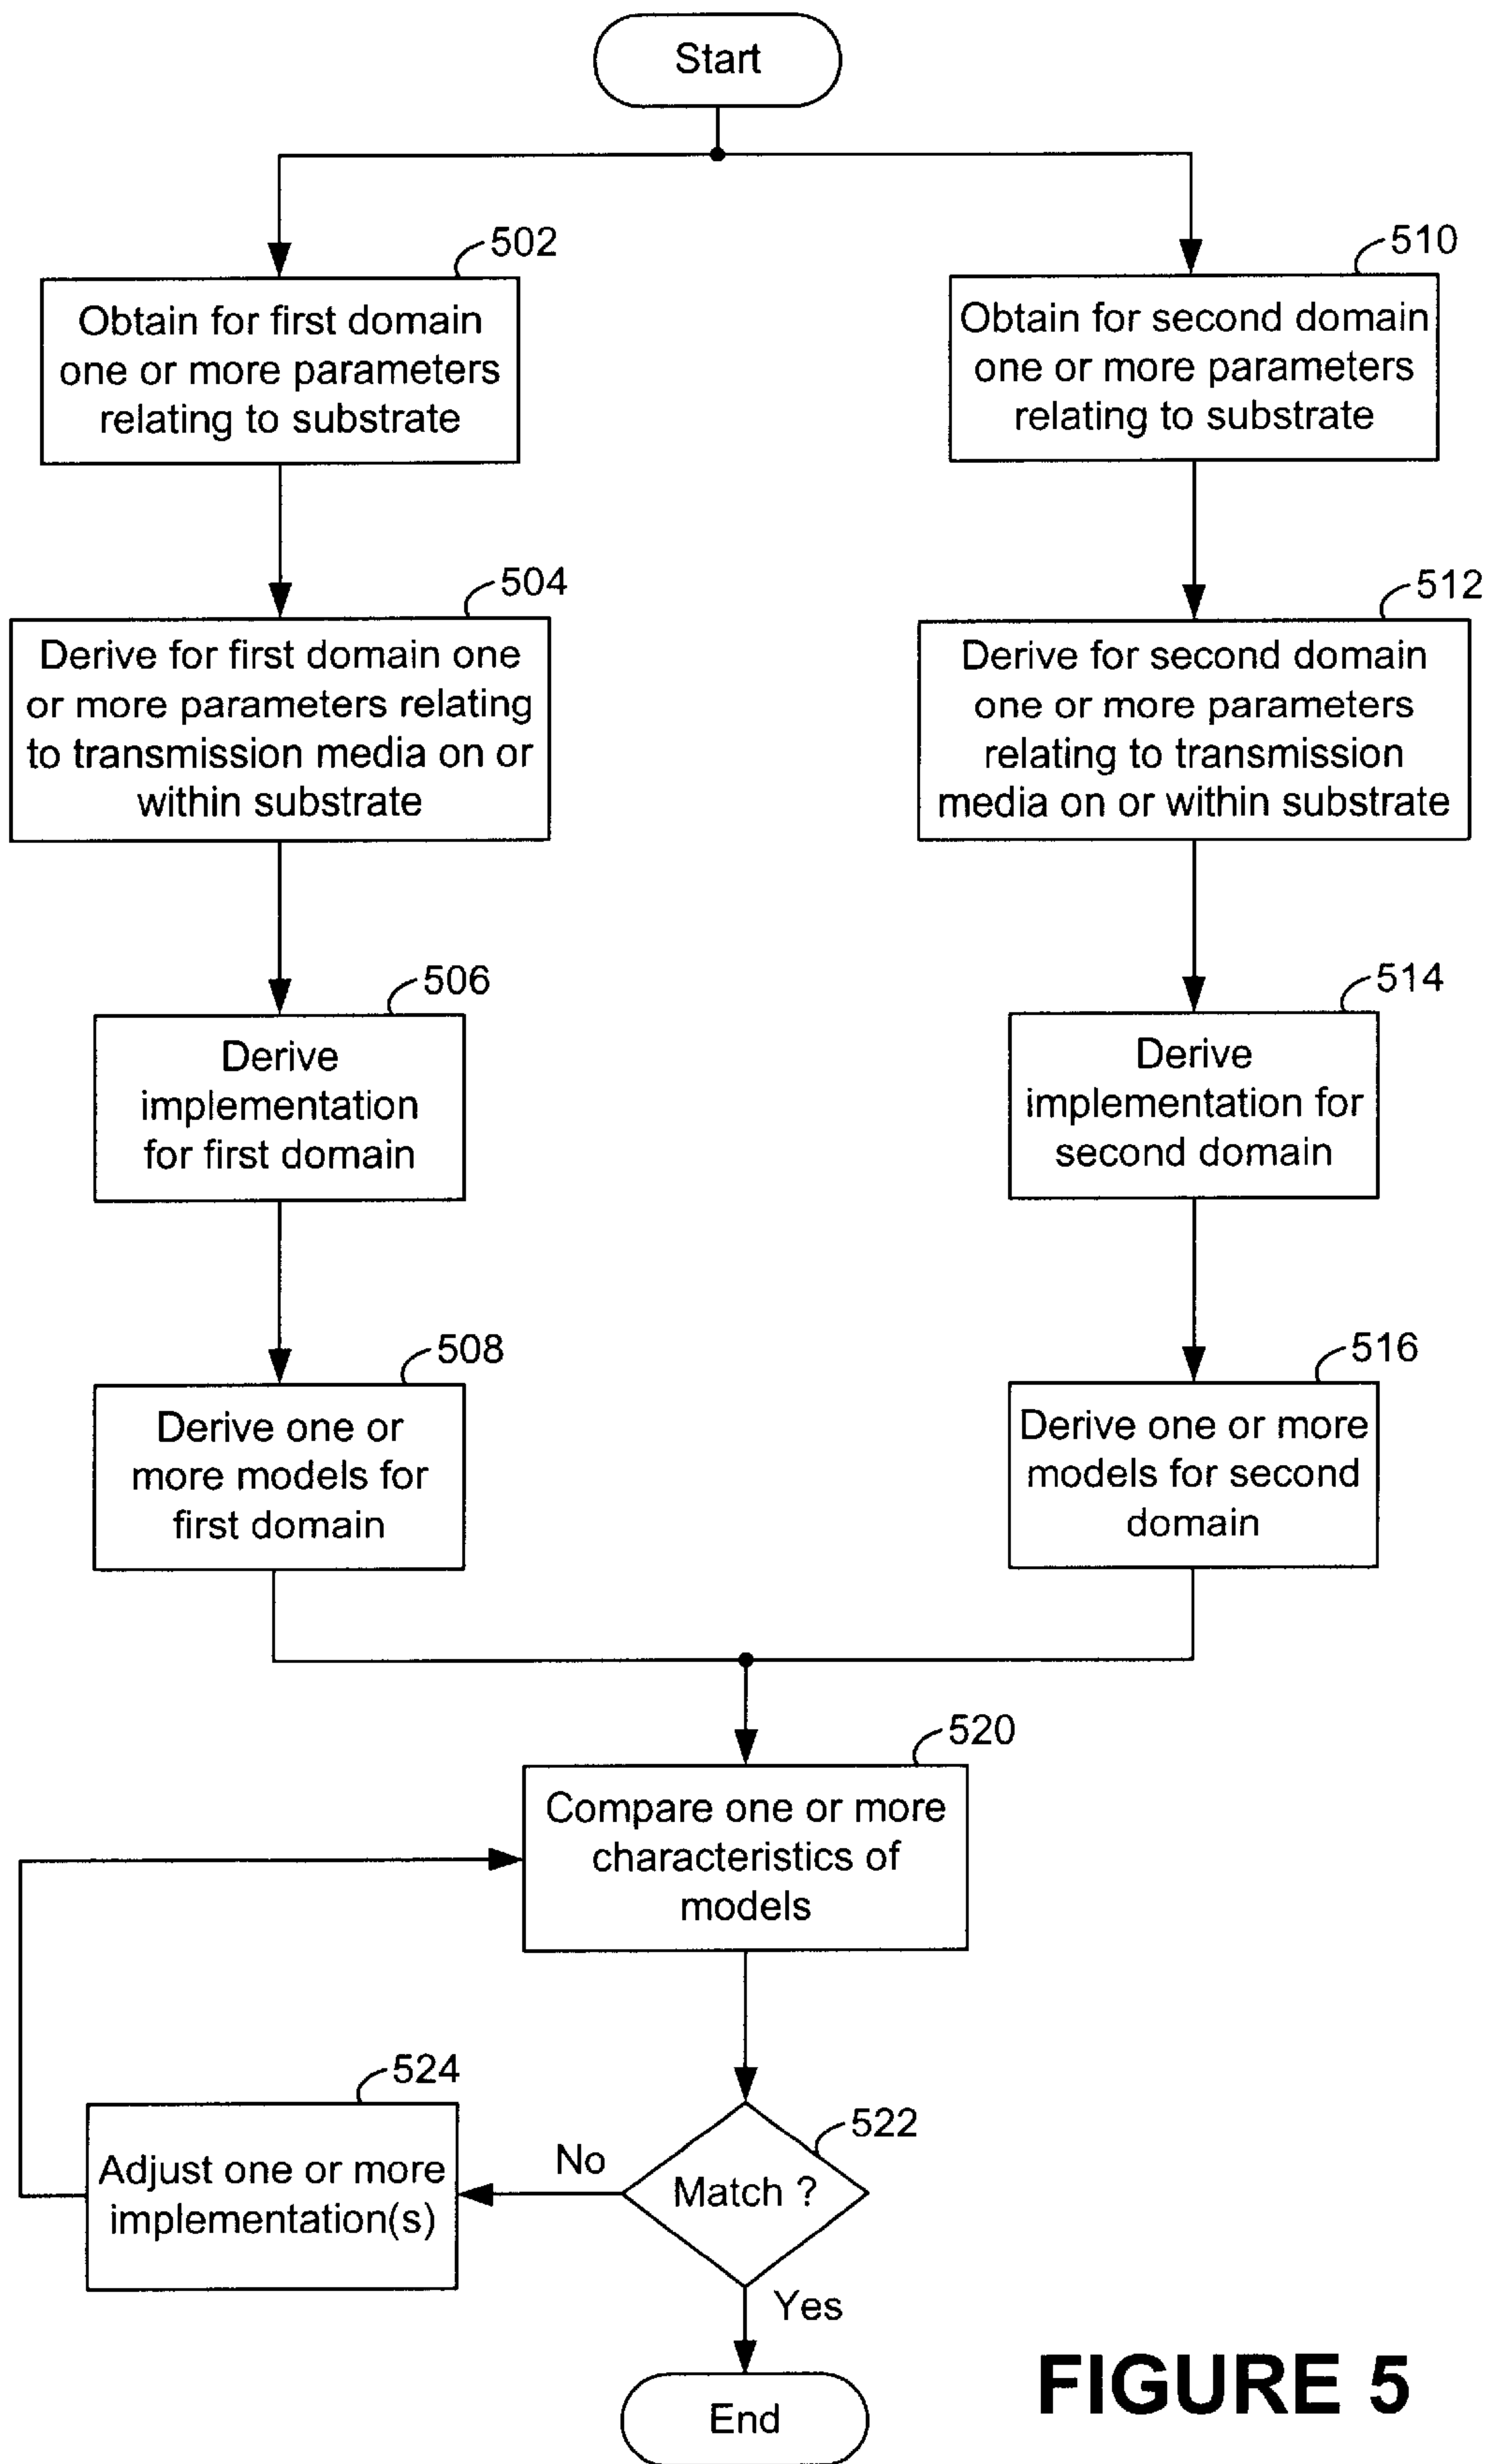 Start
502
Obtain for first domain
one or more parameters
relating to substrate
510
Obtain for second domain
one or more parameters
relating to substrate
504
Derive for first domain one
or more parameters relating
to transmission media on or
within substrate
512
Derive for second domain
one or more parameters
relating to transmission
media on or within substrate
506
Derive
implementation
for first domain
514
Derive
implementation for
second domain
508
Derive one or
more models for
first domain
516
Derive one or more
models for second
domain
520
Compare one or more
characteristics of
models
524
Adjust one or more
implementation(s)
No
522
Match ?
Yes
End
FIGURE 5